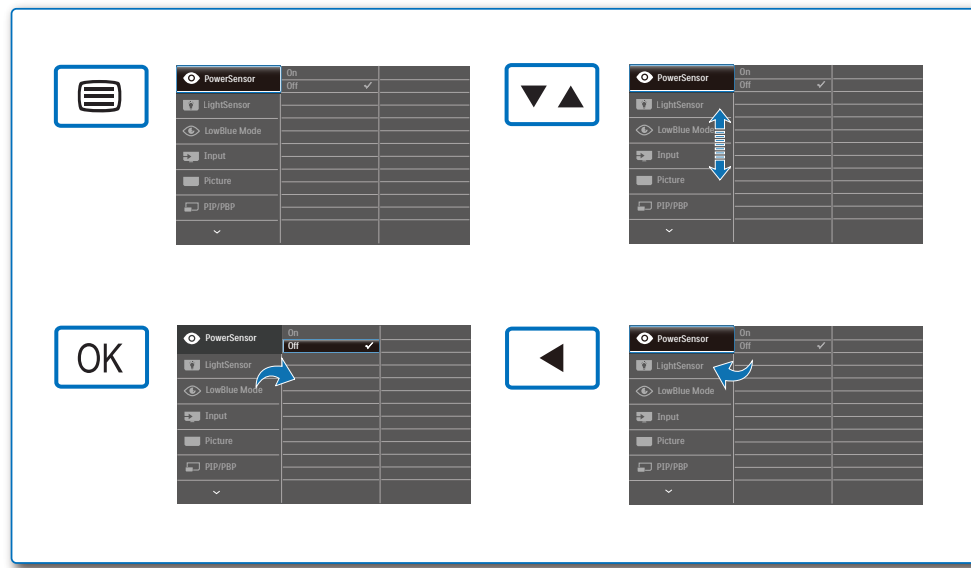 PowerSensor
On
Off
LightSensor
LowBlue Mode
Input
Picture
PIP/PBP
PowerSensor
On
Off
LightSensor
LowBlue Mode
Input
Picture
PIP/PBP
OK
PowerSensor
On
Off
LightSensor
LowBlue Mode
Input
Picture
PIP/PBP
PowerSensor
On
Off
LightSensor
LowBlue Mode
Input
Picture
PIP/PBP